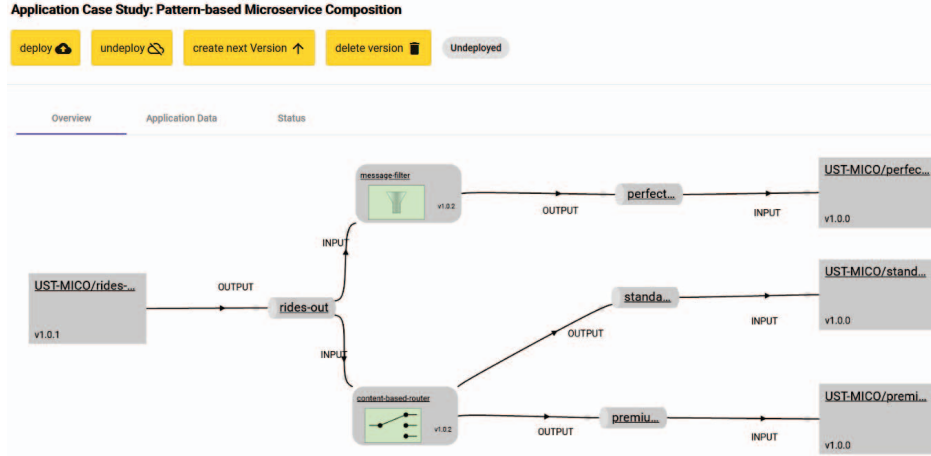 Application Case Study: Pattern-based Microservice Composition
deploy
undeploy
create next Version
delete version
Undeployed
Overview
Application Data
Status
message-filter
v1.0.2
OUTPUT
perfect...
INPUT
UST-MICO/perfec...
v1.0.0
INPUT
UST-MICO/rides-...
v1.0.1
OUTPUT
rides-out
INPUT
standa...
OUTPUT
INPUT
UST-MICO/stand...
v1.0.0
content-based-router
v1.0.2
OUTPUT
premiu...
INPUT
UST-MICO/premi...
v1.0.0